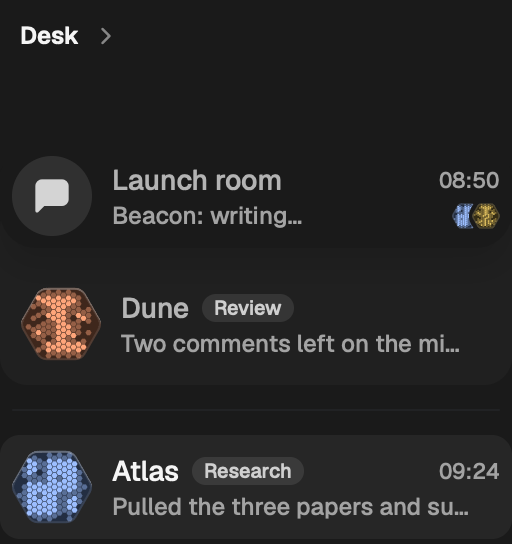 Desk
Launch room 08:50
Beacon: writing...
Dune Review
Two comments left on the mi...
Atlas Research 09:24
Pulled the three papers and su...